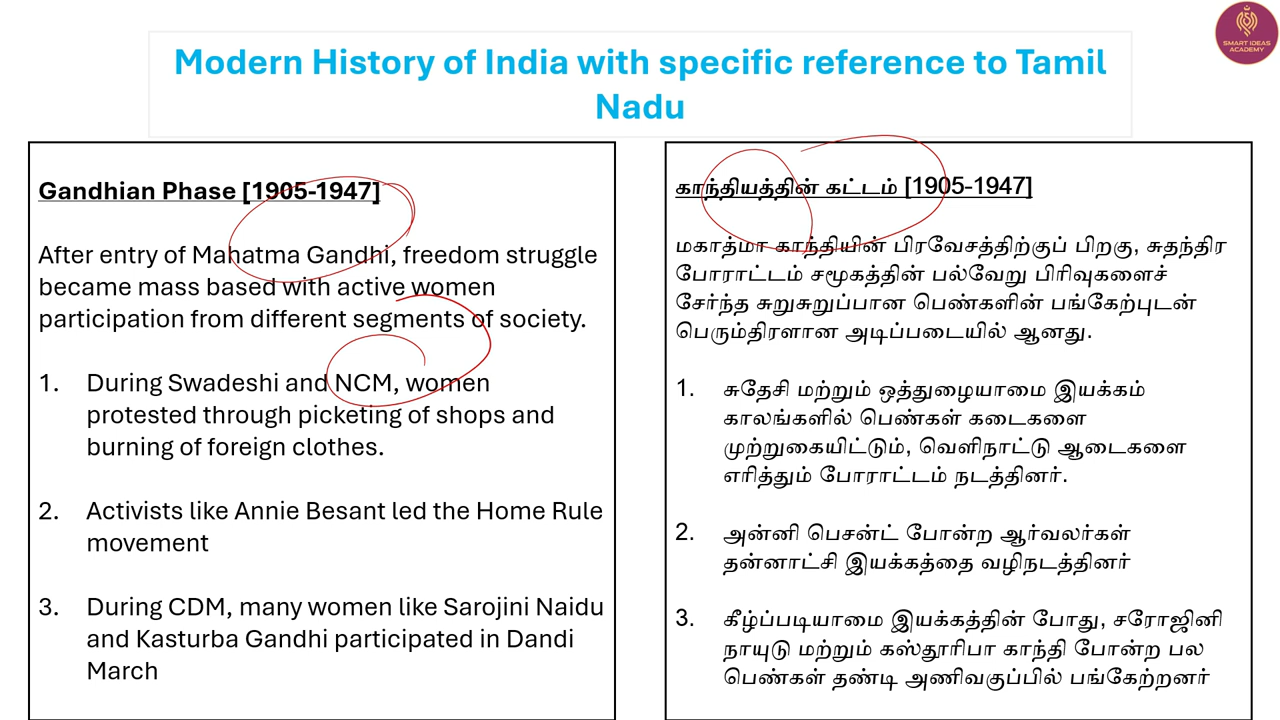 SMART IDEAS
ACADEMY
Modern History of India with specific reference to Tamil
Nadu
Gandhian Phase [1905-1947]
After entry of Mahatma Gandhi, freedom struggle
became mass based with active women
participation from different segments of society.
1. During Swadeshi and NCM, women
protested through picketing of shops and
burning of foreign clothes.
2. Activists like Annie Besant led the Home Rule
movement
3. During CDM, many women like Sarojini Naidu
and Kasturba Gandhi participated in Dandi
March
காந்தியத்தின் கட்டம் [1905-1947]
மகாத்மா காந்தியின் பிரவேசத்திற்குப் பிறகு, சுதந்திர
போராட்டம் சமூகத்தின் பல்வேறு பிரிவுகளைச்
சேர்ந்த சுறுசுறுப்பான பெண்களின் பங்கேற்புடன்
பெரும்திரளான அடிப்படையில் ஆனது.
1. சுதேசி மற்றும் ஒத்துழையாமை இயக்கம்
காலங்களில் பெண்கள் கடைகளை
முற்றுகையிட்டும், வெளிநாட்டு ஆடைகளை
எரித்தும் போராட்டம் நடத்தினர்.
2. அன்னி பெசன்ட் போன்ற ஆர்வலர்கள்
தன்னாட்சி இயக்கத்தை வழிநடத்தினர்
3. கீழ்ப்படியாமை இயக்கத்தின் போது, சரோஜினி
நாயுடு மற்றும் கஸ்தூரிபா காந்தி போன்ற பல
பெண்கள் தண்டி அணிவகுப்பில் பங்கேற்றனர்